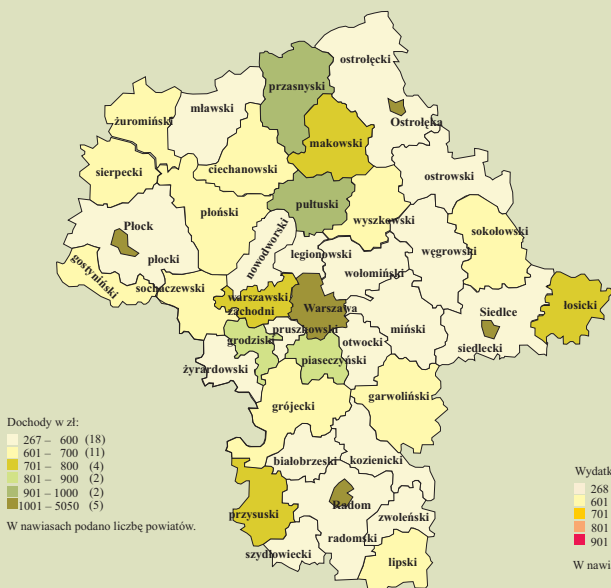 ostrołęcki
przasnyski
mławski
żuromiński
Ostrołęka
makowski
sierpecki
ciechanowski
ostrowski
pułtuski
płoński
wyszkowski
sokołowski
Płock
nowodworski
węgrowski
legionowski
płocki
gostyniński
wołomiński
sochaczewski
warszawski
zachodni
Warszawa
Siedlce
łosicki
pruszkowski
miński
grodziski
otwocki
siedlecki
piaseczyński
żyrardowski
garwoliński
grójecki
białobrzeski
kozienicki
Radom
przysuski
zwoleński
radomski
szydłowiecki
lipski
Dochody w zł:
267 – 600 (18)
601 – 700 (11)
701 – 800 (4)
801 – 900 (2)
901 – 1000 (2)
1001 – 5050 (5)
W nawiasach podano liczbę powiatów.
Wydatk
268
601
701
801
901
W nawi